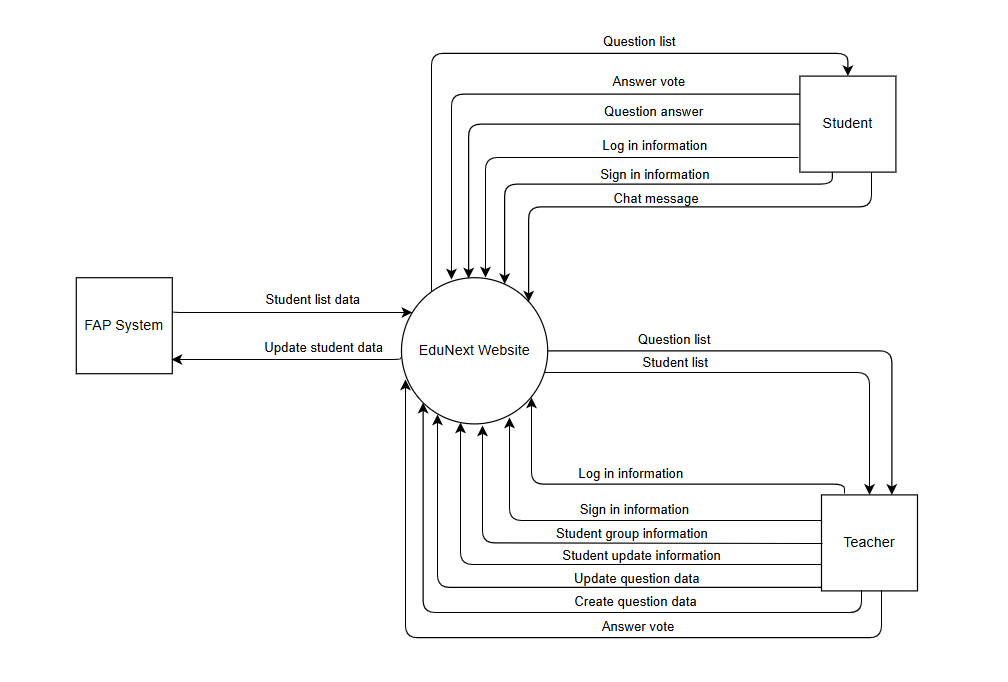 Question list
Answer vote
Question answer
Log in information
Sign in information
Chat message
Student
FAP System
Student list data
Update student data
EduNext Website
Question list
Student list
Log in information
Sign in information
Student group information
Student update information
Update question data
Create question data
Answer vote
Teacher